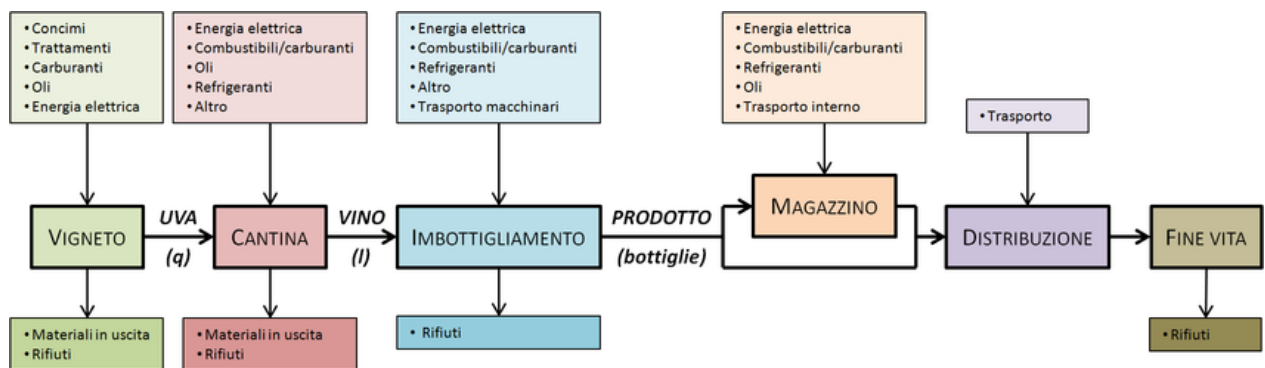 • Concimi
• Trattamenti
• Carburanti
• Oli
• Energia elettrica
• Energia elettrica
• Combustibili/carburanti
• Oli
• Refrigeranti
• Altro
• Energia elettrica
• Combustibili/carburanti
• Refrigeranti
• Altro
• Trasporto macchinari
• Energia elettrica
• Combustibili/carburanti
• Refrigeranti
• Oli
• Trasporto interno
• Trasporto
VIGNETO
UVA
(q)
CANTINA
VINO
(l)
IMBOTTIGLIAMENTO
PRODOTTO
(bottiglie)
MAGAZZINO
DISTRIBUZIONE
FINE VITA
• Materiali in uscita
• Rifiuti
• Materiali in uscita
• Rifiuti
• Rifiuti
• Rifiuti